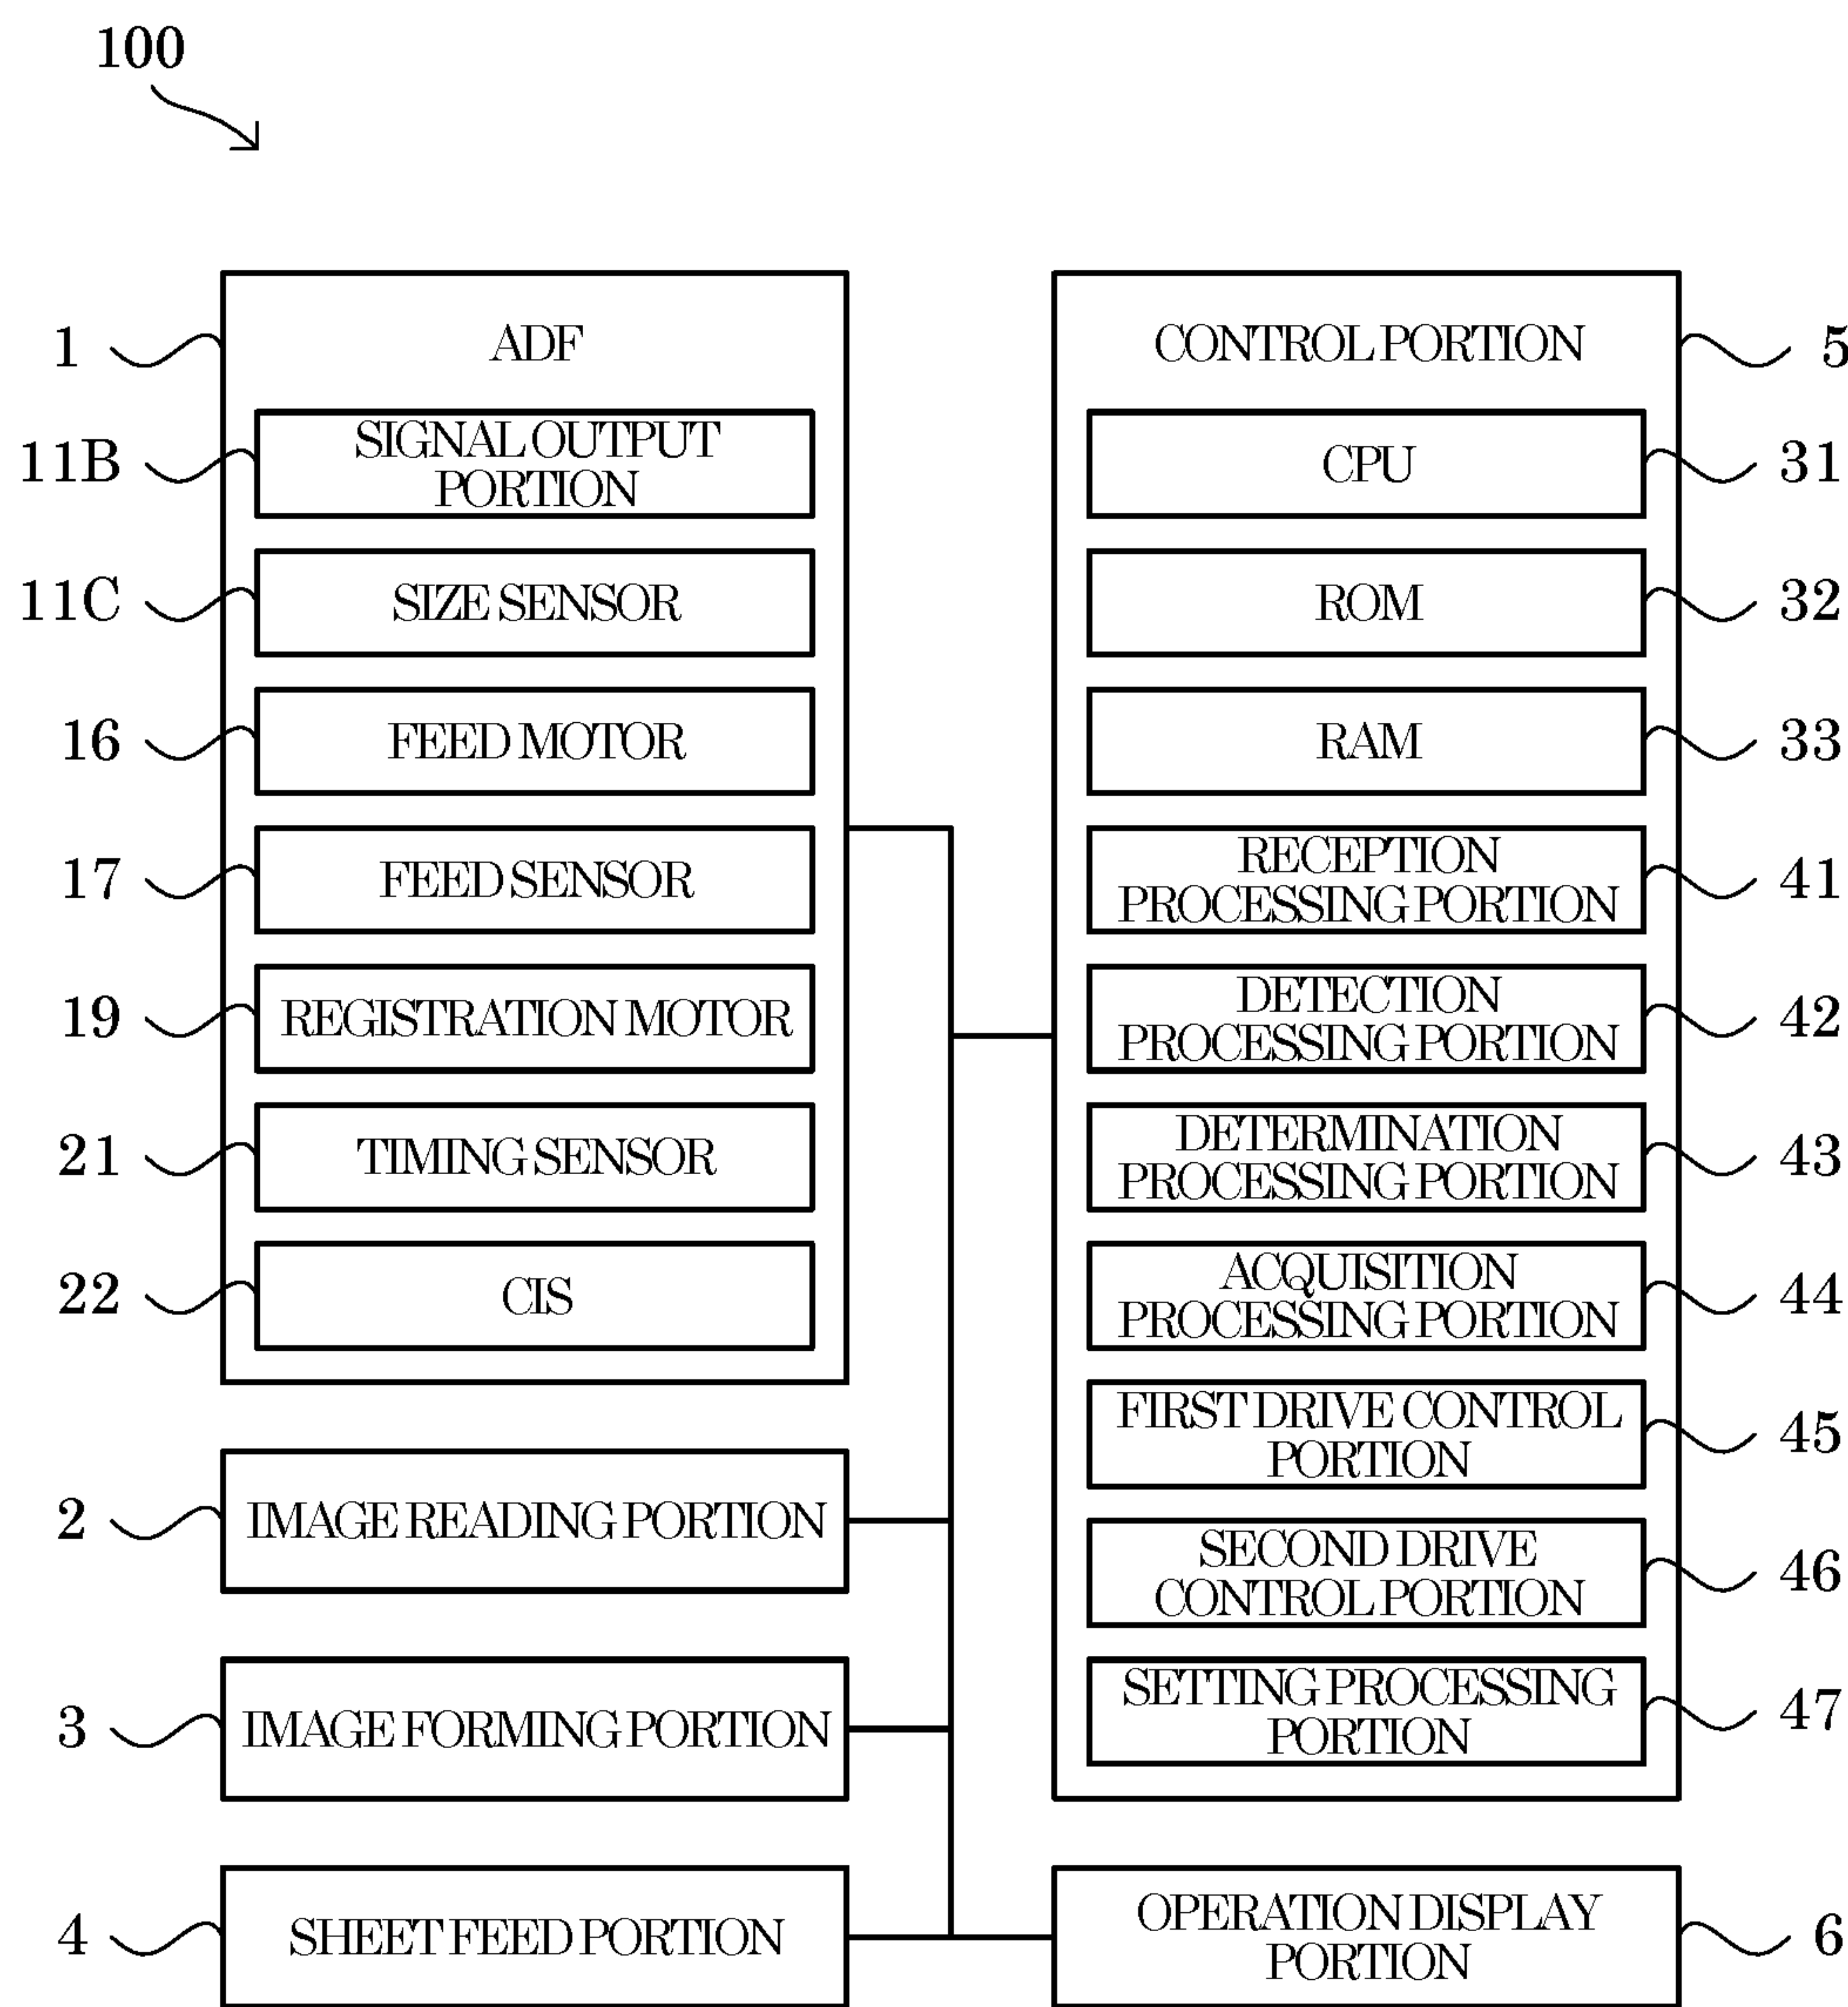 100
1
ADF
11B
SIGNAL OUTPUT
PORTION
11C
SIZE SENSOR
16
FEED MOTOR
17
FEED SENSOR
19
REGISTRATION MOTOR
21
TIMING SENSOR
22
CIS
2
IMAGE READING PORTION
3
IMAGE FORMING PORTION
4
SHEET FEED PORTION
CONTROL PORTION
5
CPU
31
ROM
32
RAM
33
RECEPTION
PROCESSING PORTION
41
DETECTION
PROCESSING PORTION
42
DETERMINATION
PROCESSING PORTION
43
ACQUISITION
PROCESSING PORTION
44
FIRST DRIVE CONTROL
PORTION
45
SECOND DRIVE
CONTROL PORTION
46
SETTING PROCESSING
PORTION
47
OPERATION DISPLAY
PORTION
6